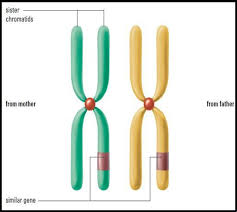 sister
chromatids
from mother
from father
similar gene